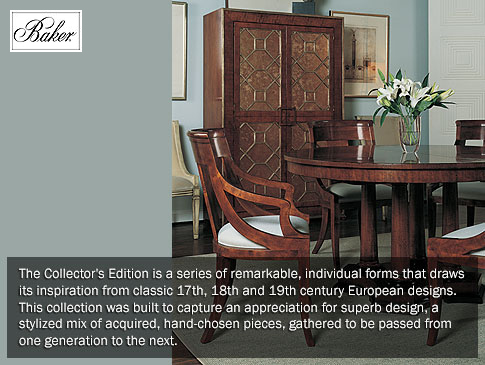 Baker
The Collector's Edition is a series of remarkable, individual forms that draws
its inspiration from classic 17th, 18th and 19th century European designs.
This collection was built to capture an appreciation for superb design, a
stylized mix of acquired, hand-chosen pieces, gathered to be passed from
one generation to the next.